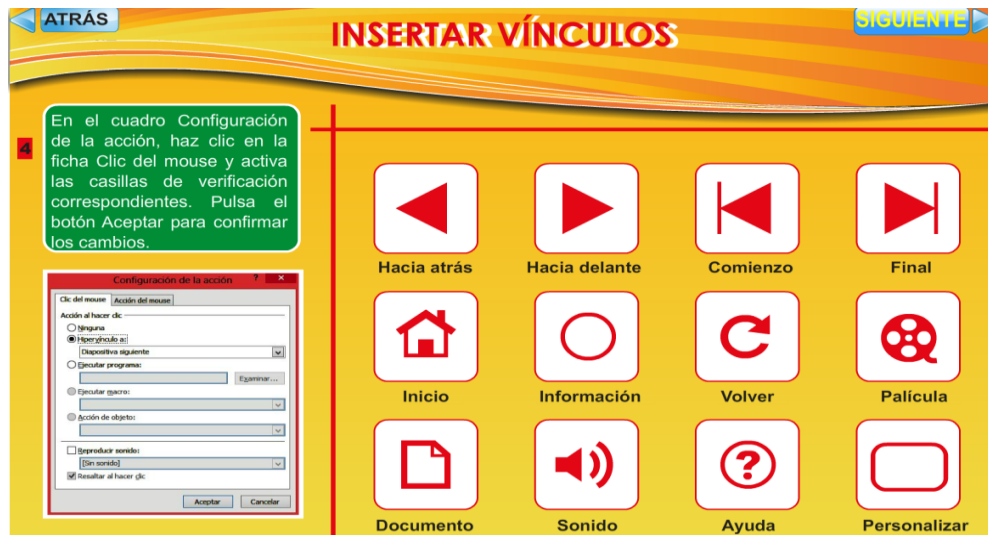 ATRÁS
SIGUIENTE
INSERTAR VÍNCULOS
4
En el cuadro Configuración
de la acción, haz clic en la
ficha Clic del mouse y activa
las casillas de verificación
correspondientes. Pulsa el
botón Aceptar para confirmar
los cambios.
Configuración de la acción ? ×
Clic del mouse Acción del mouse
Acción al hacer clic
Ninguna
Hipervínculo a:
Diapositiva siguiente
Ejecutar programa:
Examinar...
Ejecutar macro:
Acción de objeto:
Reproducir sonido:
[Sin sonido]
Resaltar al hacer clic
Aceptar Cancelar
Hacia atrás Hacia delante Comienzo Final
Inicio Información Volver Palícula
?
Documento Sonido Ayuda Personalizar